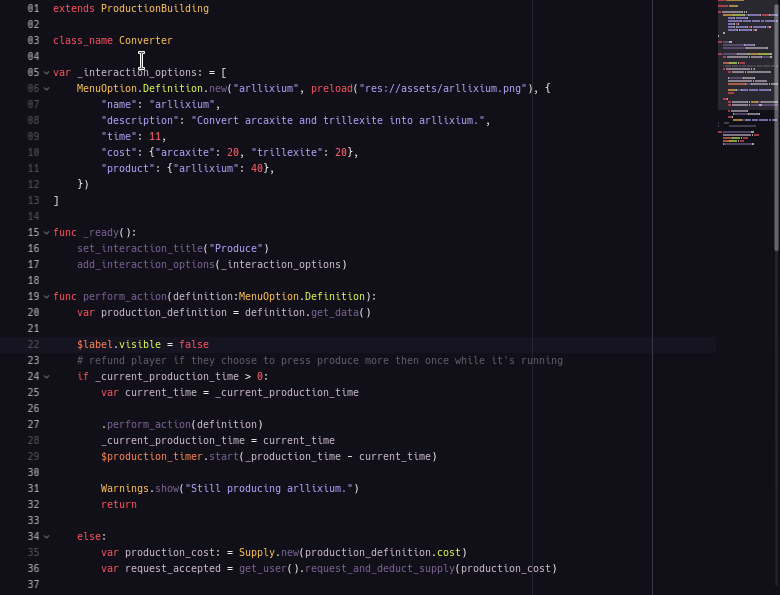 01 extends ProductionBuilding
02
03 class_name Converter
04
05 var _interaction_options: = [
06 MenuOption.Definition.new("arllixium", preload("res://assets/arllixium.png"), {
07 "name": "arllixium",
08 "description": "Convert arcaxite and trillexite into arllixium.",
09 "time": 11,
10 "cost": {"arcaxite": 20, "trillexite": 20},
11 "product": {"arllixium": 40},
12 })
13 ]
14
15 func _ready():
16 set_interaction_title("Produce")
17 add_interaction_options(_interaction_options)
18
19 func perform_action(definition:MenuOption.Definition):
20 var production_definition = definition.get_data()
21
22 $label.visible = false
23 # refund player if they choose to press produce more then once while it's running
24 if _current_production_time > 0:
25 var current_time = _current_production_time
26
27 .perform_action(definition)
28 _current_production_time = current_time
29 $production_timer.start(_production_time - current_time)
30
31 Warnings.show("Still producing arllixium.")
32 return
33
34 else:
35 var production_cost: = Supply.new(production_definition.cost)
36 var request_accepted = get_user().request_and_deduct_supply(production_cost)
37